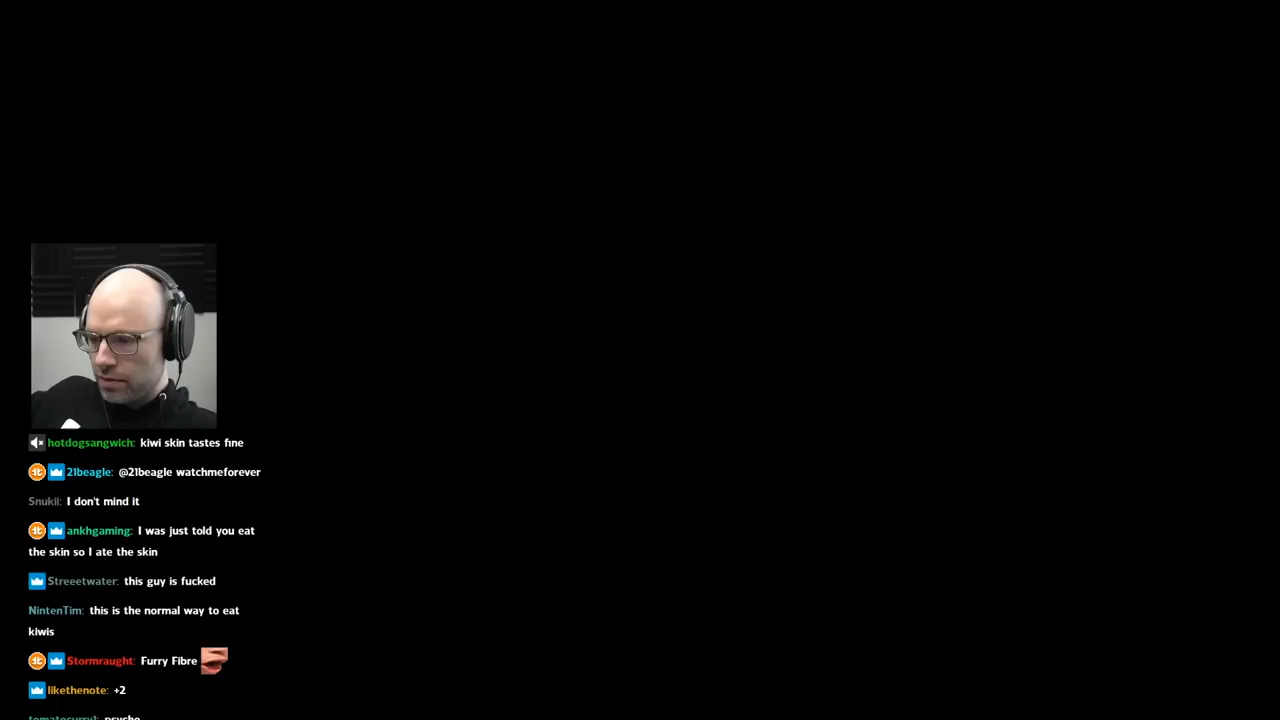 hotdogsangwich: kiwi skin tastes fine
21beagle: @21beagle watchmeforever
Snukii: I don't mind it
ankhgaming: I was just told you eat
the skin so I ate the skin
Streeetwater: this guy is fucked
NintenTim: this is the normal way to eat
kiwis
Stormraught: Furry Fibre
likethenote: +2
psycho